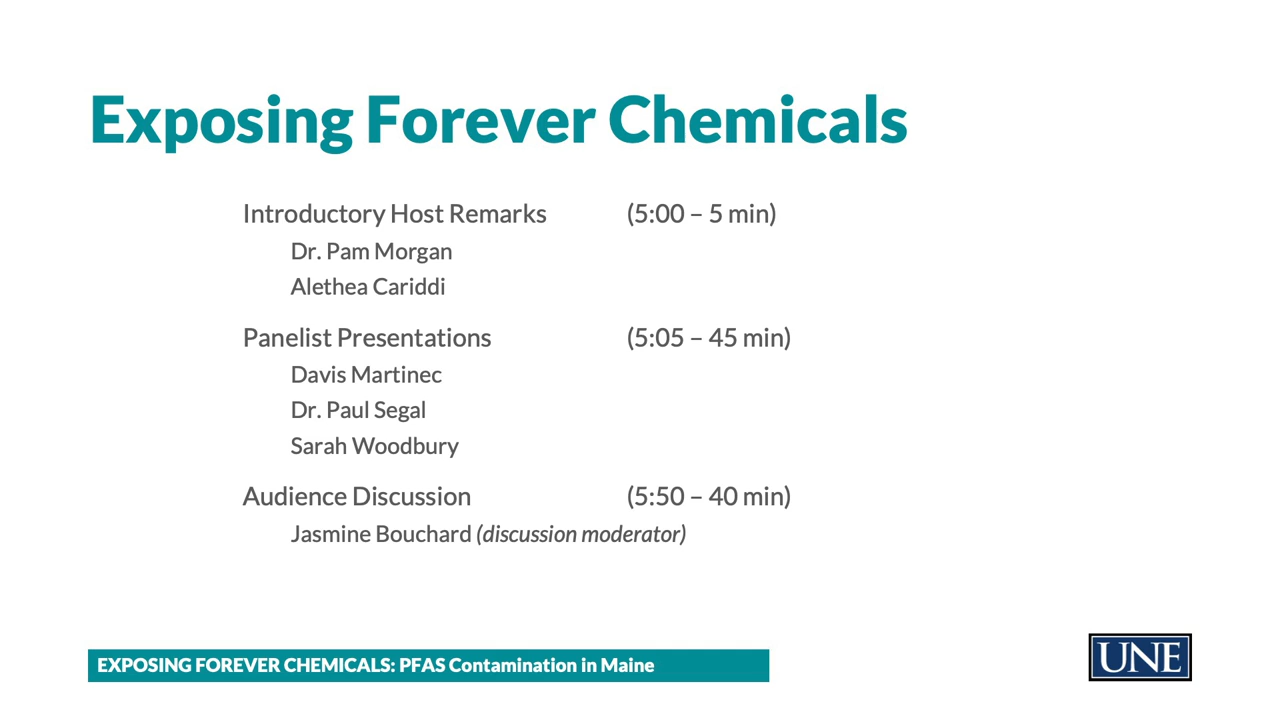 Exposing Forever Chemicals
Introductory Host Remarks (5:00 – 5 min)
Dr. Pam Morgan
Alethea Cariddi
Panelist Presentations (5:05 – 45 min)
Davis Martinec
Dr. Paul Segal
Sarah Woodbury
Audience Discussion (5:50 – 40 min)
Jasmine Bouchard (discussion moderator)
EXPOSING FOREVER CHEMICALS: PFAS Contamination in Maine
UNE